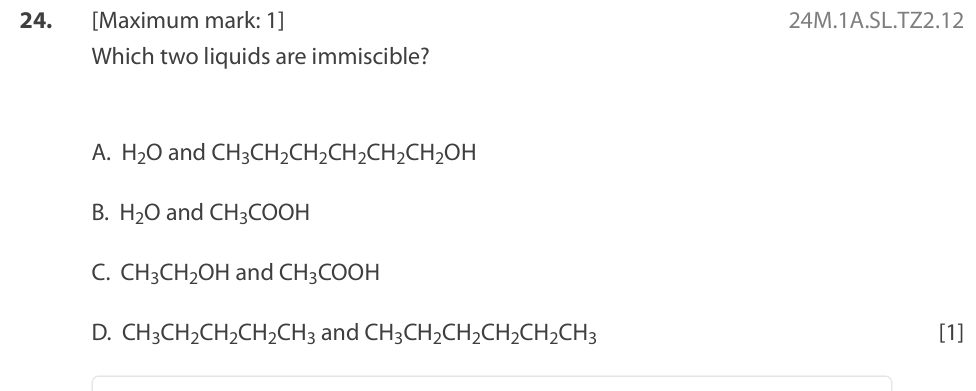 24. [Maximum mark: 1] 24M.1A.SL.TZ2.12
Which two liquids are immiscible?
A. H₂O and CH₃CH₂CH₂CH₂CH₂CH₂OH
B. H₂O and CH₃COOH
C. CH₃CH₂OH and CH₃COOH
D. CH₃CH₂CH₂CH₂CH₃ and CH₃CH₂CH₂CH₂CH₂CH₃ [1]